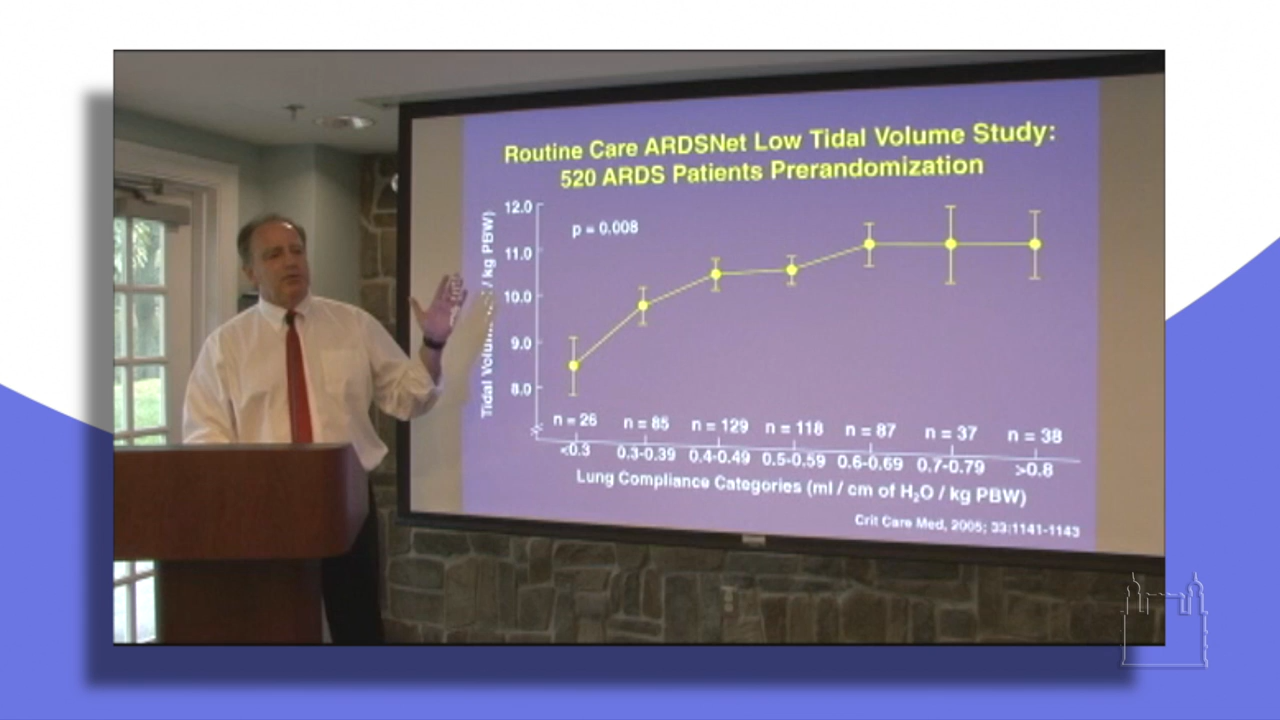 Routine Care ARDSNet Low Tidal Volume Study:
520 ARDS Patients Prerandomization
12.0
p = 0.008
11.0
10.0
9.0
8.0
Tidal / kg PBW)
n = 26 n = 85 n = 129 n = 118 n = 87 n = 37 n = 38
<0.3 0.3-0.39 0.4-0.49 0.5-0.59 0.6-0.69 0.7-0.79 >0.8
Lung Compliance Categories (ml / cm of H₂O / kg PBW)
Crit Care Med, 2005; 33:1141-1143